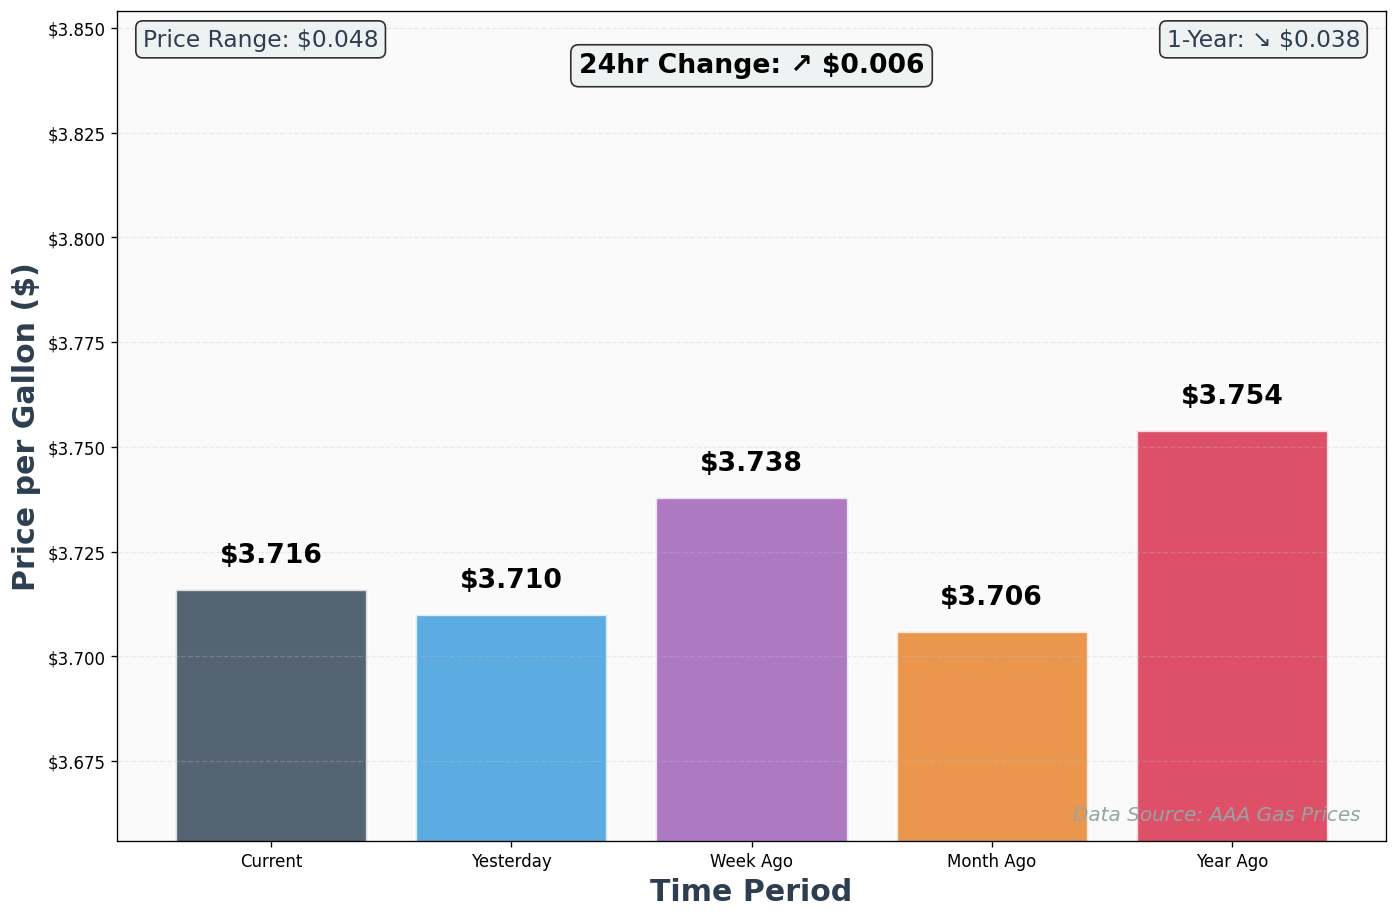 $3.850
Price Range: $0.048
1-Year: ↘ $0.038
24hr Change: ↗ $0.006
$3.825
$3.800
$3.775
$3.750
$3.725
$3.700
$3.675
Price per Gallon ($)
$3.716
$3.710
$3.738
$3.706
$3.754
Data Source: AAA Gas Prices
Current
Yesterday
Week Ago
Month Ago
Year Ago
Time Period